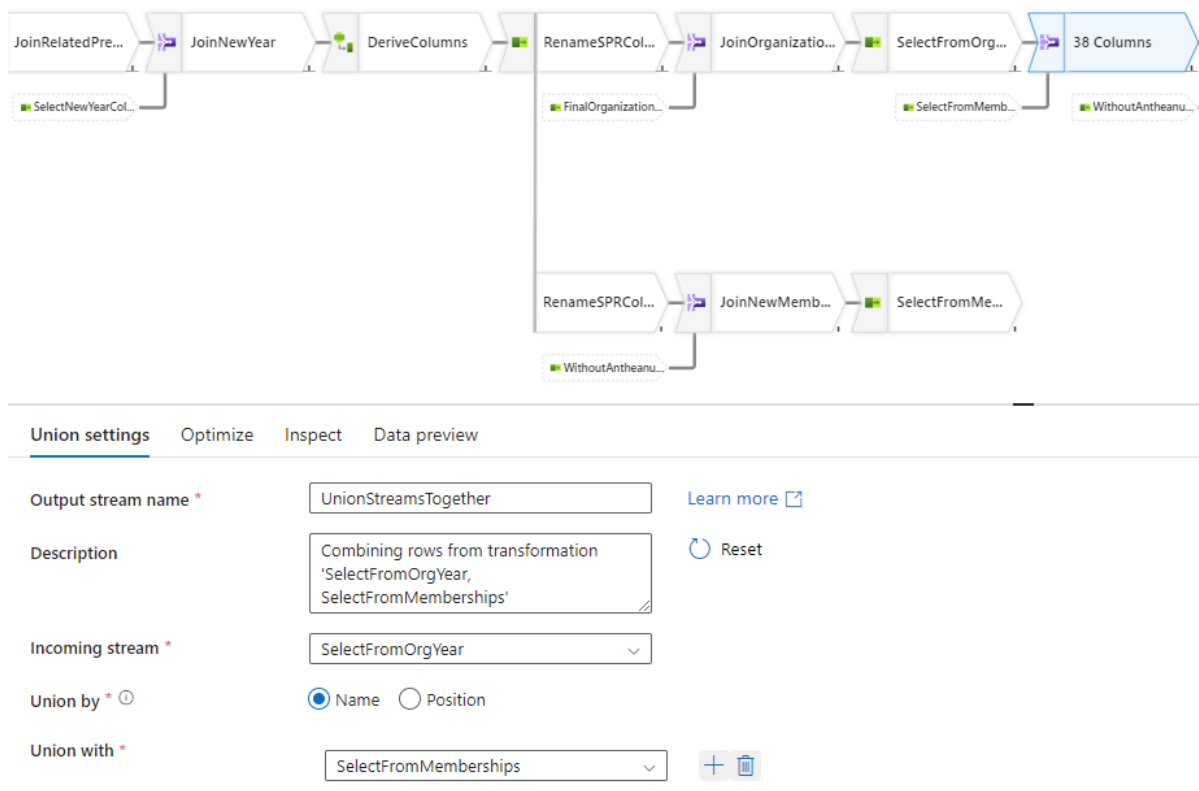 JoinRelatedPre...
JoinNewYear
DeriveColumns
RenameSPRCol...
JoinOrganizatio...
SelectFromOrg...
38 Columns
SelectNewYearCol...
FinalOrganization...
SelectFromMemb...
WithoutAntheanu...
RenameSPRCol...
JoinNewMemb...
SelectFromMe...
WithoutAntheanu...
Union settings
Optimize
Inspect
Data preview
Output stream name *
UnionStreamsTogether
Learn more
Description
Combining rows from transformation
'SelectFromOrgYear,
SelectFromMemberships'
Reset
Incoming stream *
SelectFromOrgYear
Union by *
Name
Position
Union with *
SelectFromMemberships